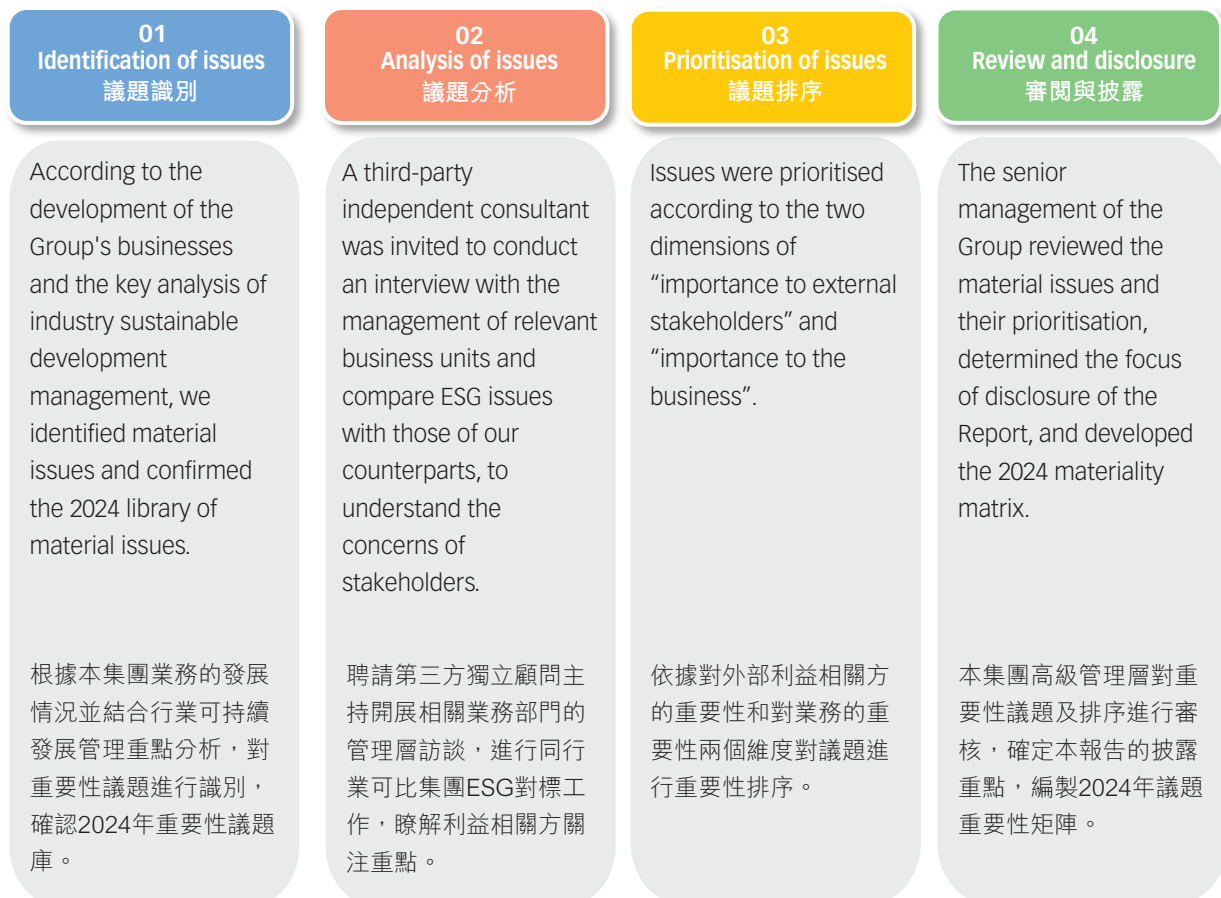 01
Identification of issues
議題識別
According to the
development of the
Group's businesses
and the key analysis of
industry sustainable
development
management, we
identified material
issues and confirmed
the 2024 library of
material issues.
根據本集團業務的發展
情況並結合行業可持續
發展管理重點分析，對
重要性議題進行識別，
確認2024年重要性議題
庫。
02
Analysis of issues
議題分析
A third-party
independent consultant
was invited to conduct
an interview with the
management of relevant
business units and
compare ESG issues
with those of our
counterparts, to
understand the
concerns of
stakeholders.
聘請第三方獨立顧問主
持開展相關業務部門的
管理層訪談，進行同行
業可比集團ESG對標工
作，瞭解利益相關方關
注重點。
03
Prioritisation of issues
議題排序
Issues were prioritised
according to the two
dimensions of
“importance to external
stakeholders” and
“importance to the
business”.
依據對外部利益相關方
的重要性和對業務的重
要性兩個維度對議題進
行重要性排序。
04
Review and disclosure
審閱與披露
The senior
management of the
Group reviewed the
material issues and
their prioritisation,
determined the focus
of disclosure of the
Report, and developed
the 2024 materiality
matrix.
本集團高級管理層對重
要性議題及排序進行審
核，確定本報告的披露
重點，編製2024年議題
重要性矩陣。